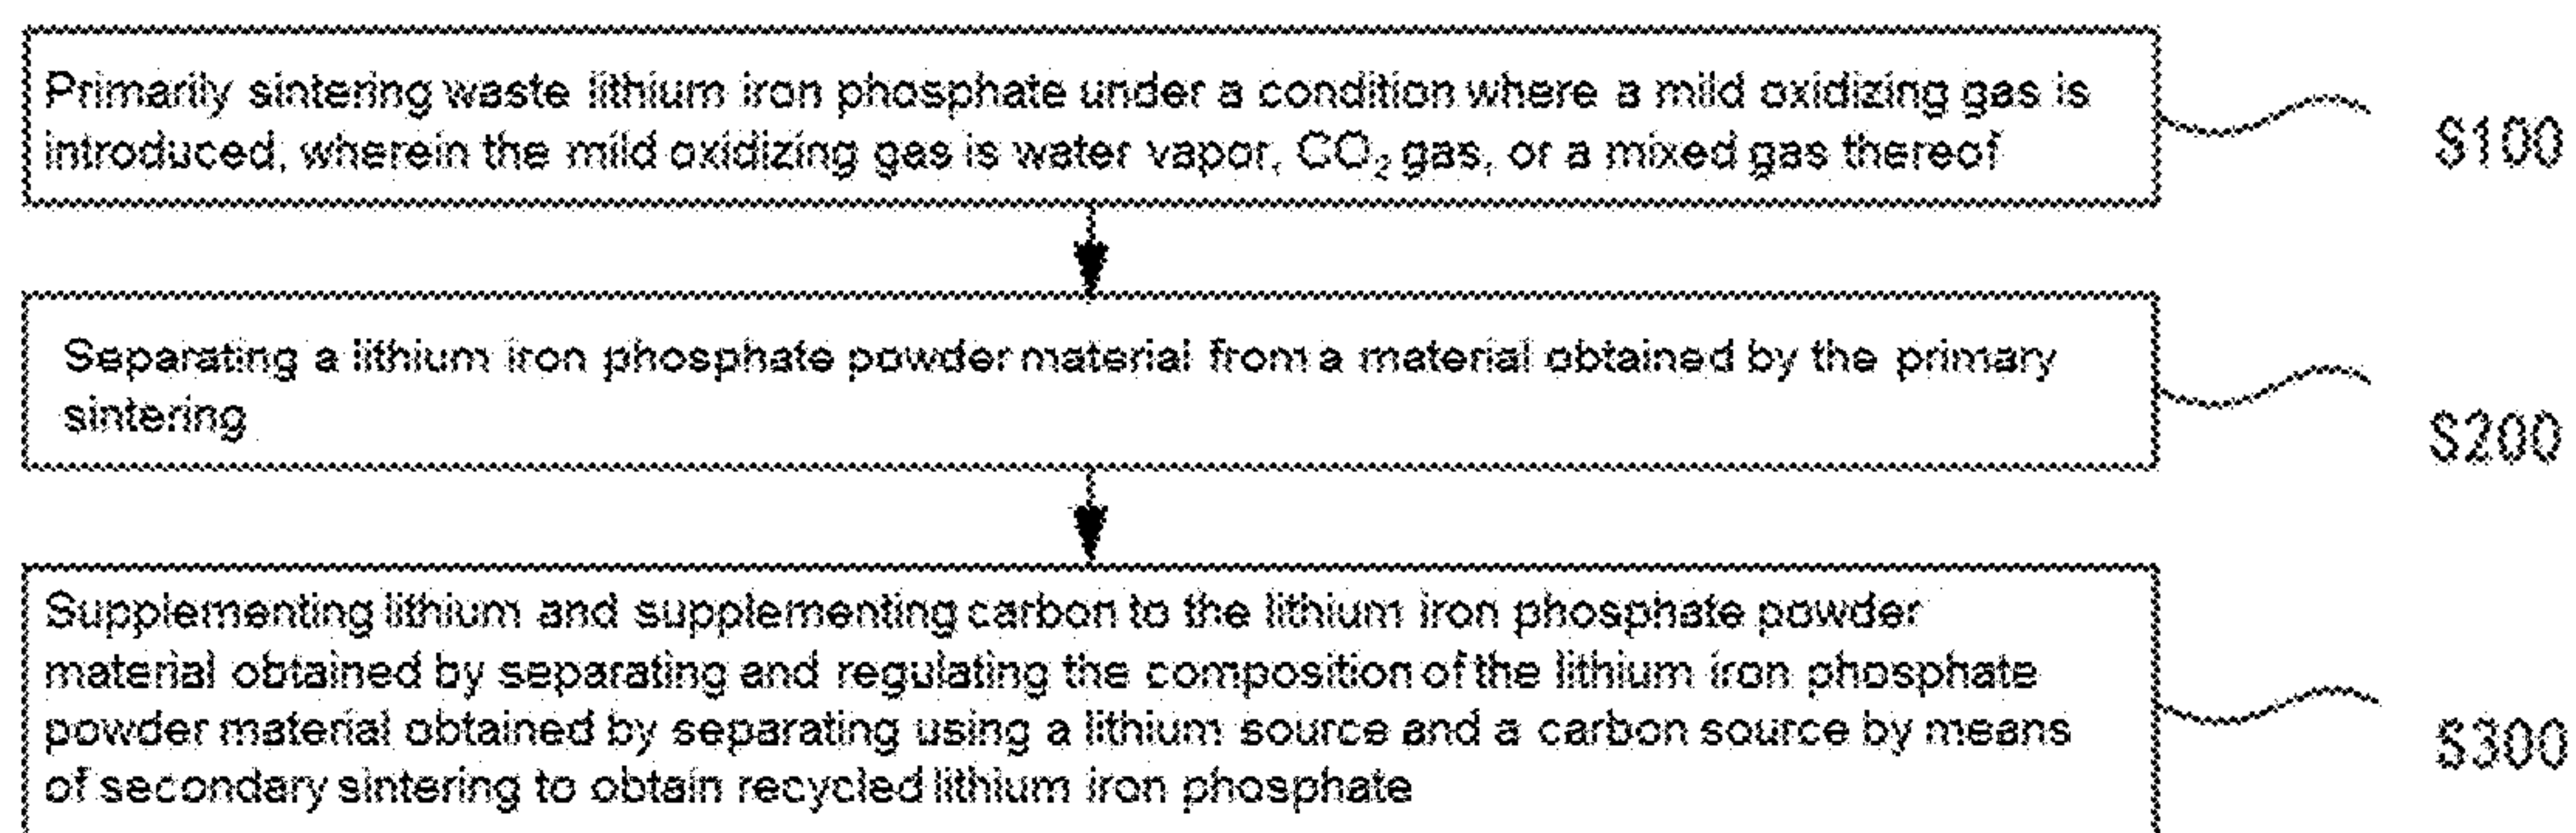 Primarily sintering waste lithium iron phosphate under a condition where a mild oxidizing gas is
introduced, wherein the mild oxidizing gas is water vapor, CO₂ gas, or a mixed gas thereof
S100
Separating a lithium iron phosphate powder material from a material obtained by the primary
sintering
S200
Supplementing lithium and supplementing carbon to the lithium iron phosphate powder
material obtained by separating and regulating the composition of the lithium iron phosphate
powder material obtained by separating using a lithium source and a carbon source by means
of secondary sintering to obtain recycled lithium iron phosphate
S300